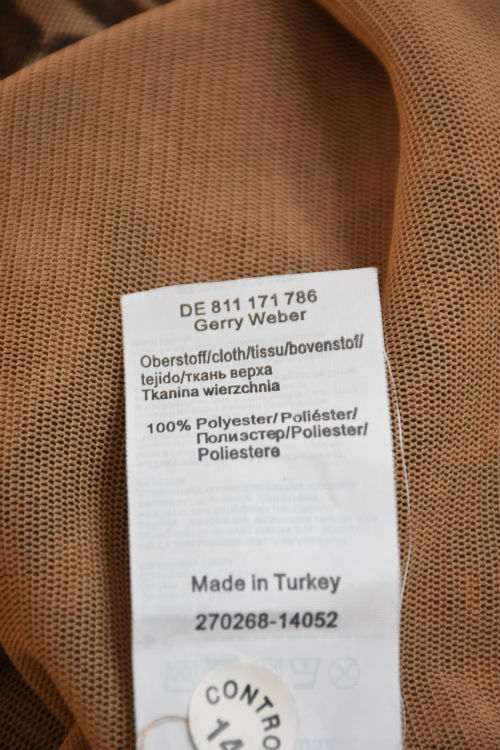 DE 811 171 786
Gerry Weber
Oberstoff/cloth/tissu/bovenstof/
tejido/ткань верха
Tkanina wierzchnia
100% Polyester/Poliéster/
Полиэстер/Poliester/
Poliestere
Made in Turkey
270268-14052
CONTRO
14